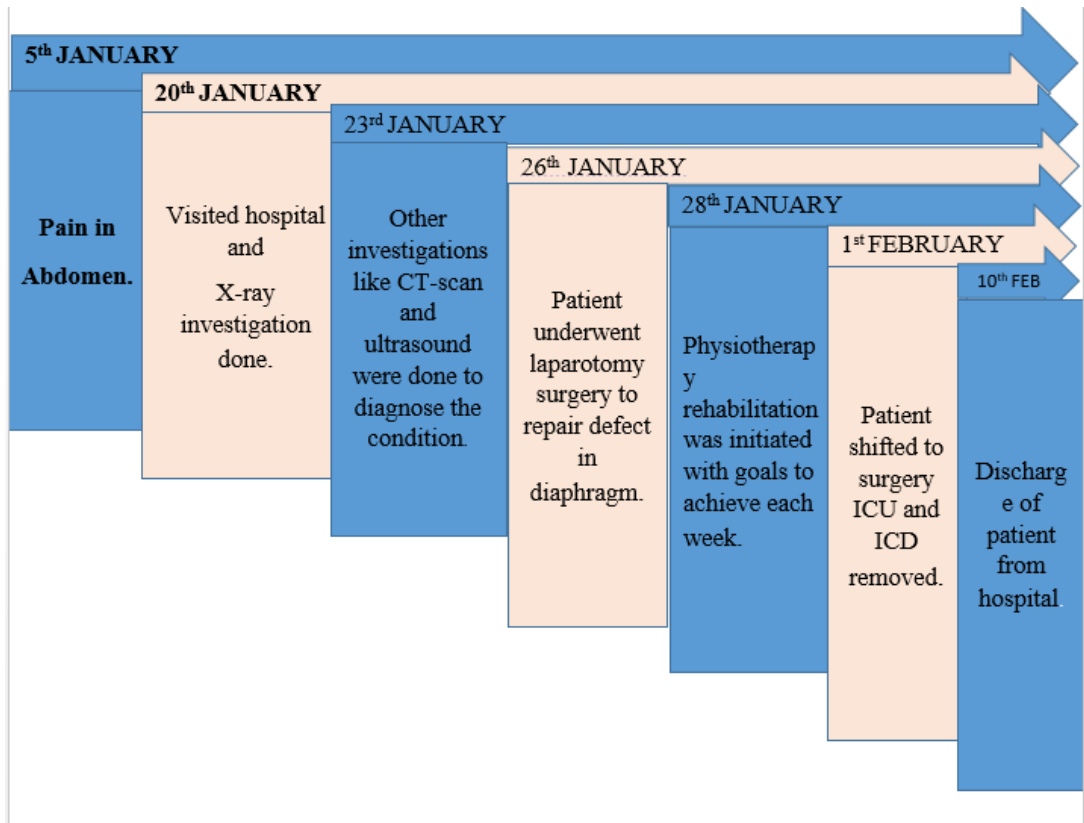 5th JANUARY
Pain in
Abdomen.
20th JANUARY
Visited hospital
and
X-ray
investigation
done.
23rd JANUARY
Other
investigations
like CT-scan
and
ultrasound
were done to
diagnose the
condition.
26th JANUARY
Patient
underwent
laparotomy
surgery to
repair defect
in
diaphragm.
28th JANUARY
Physiotherap
y
rehabilitation
was initiated
with goals to
achieve each
week.
1st FEBRUARY
Patient
shifted to
surgery
ICU and
ICD
removed.
10th FEB
Discharg
e of
patient
from
hospital.